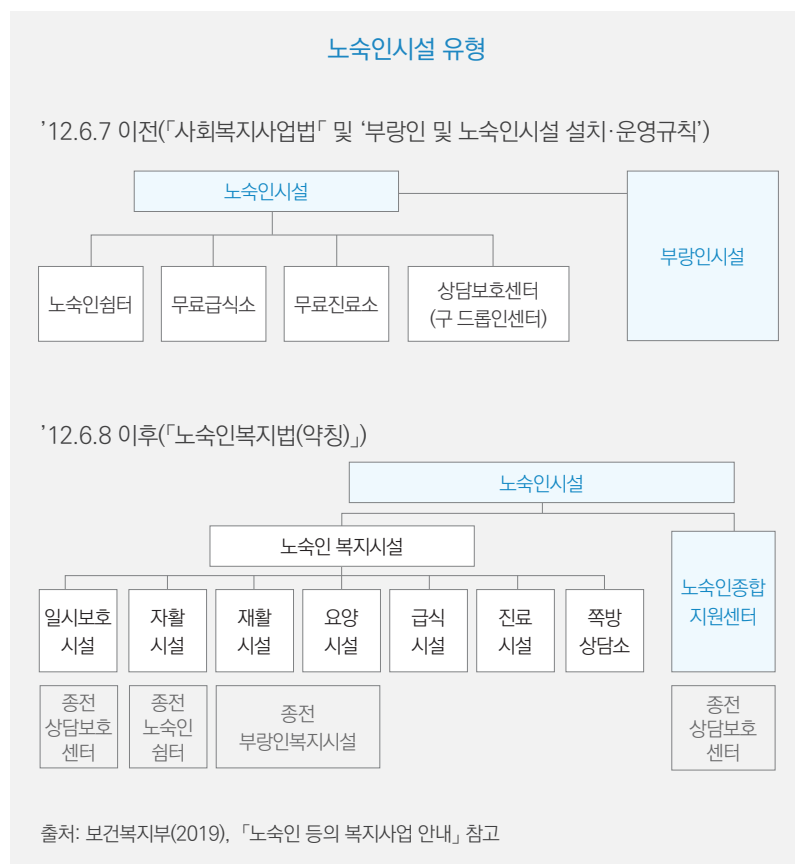 노숙인시설 유형
’12.6.7 이전(「사회복지사업법「 및 ‘부랑인 및 노숙인시설 설치·운영규칙’)
노숙인시설
부랑인시설
노숙인쉼터
무료급식소
무료진료소
상담보호센터
(구 드롭인센터)
’12.6.8 이후(「노숙인복지법(약칭)」)
노숙인시설
노숙인 복지시설
노숙인종합
지원센터
일시보호
시설
자활
시설
재활
시설
요양
시설
급식
시설
진료
시설
쪽방
상담소
종전
상담보호
센터
종전
노숙인
쉼터
종전
부랑인복지시설
종전
상담보호
센터
출처: 보건복지부(2019), 「노숙인 등의 복지사업 안내」 참고